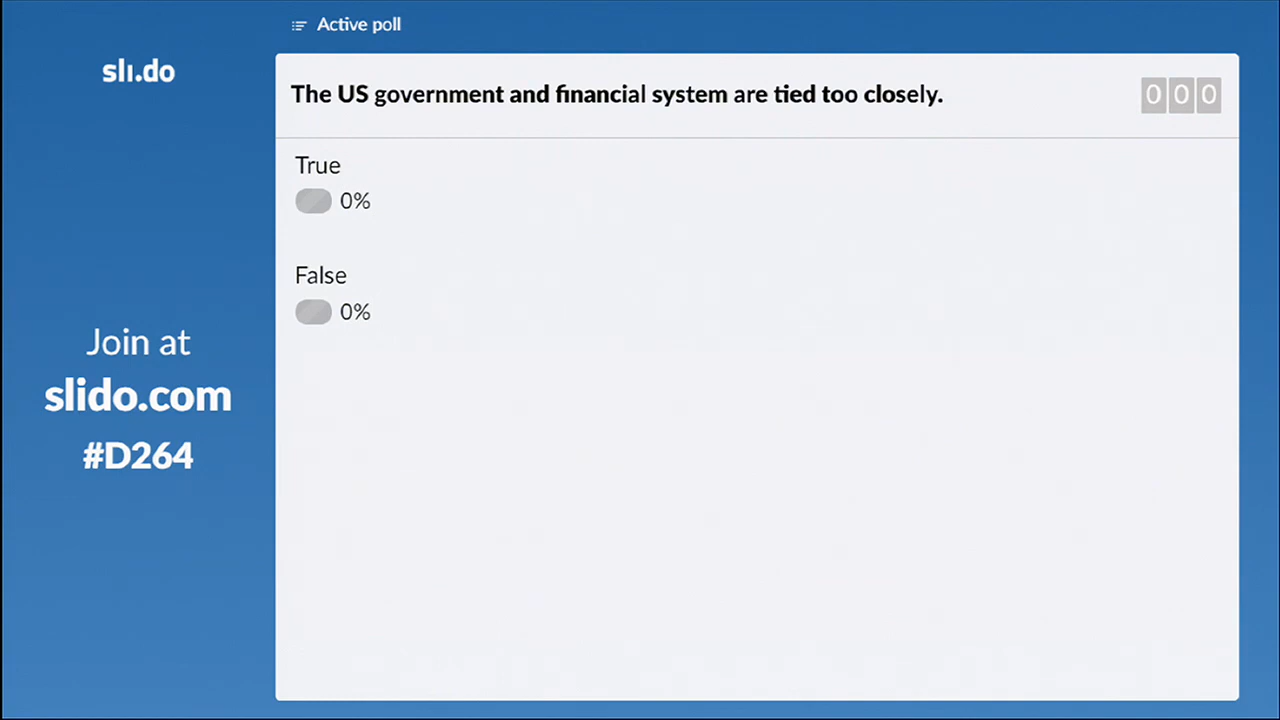 Active poll
sli.do
The US government and financial system are tied too closely.
000
True
0%
False
0%
Join at
slido.com
#D264